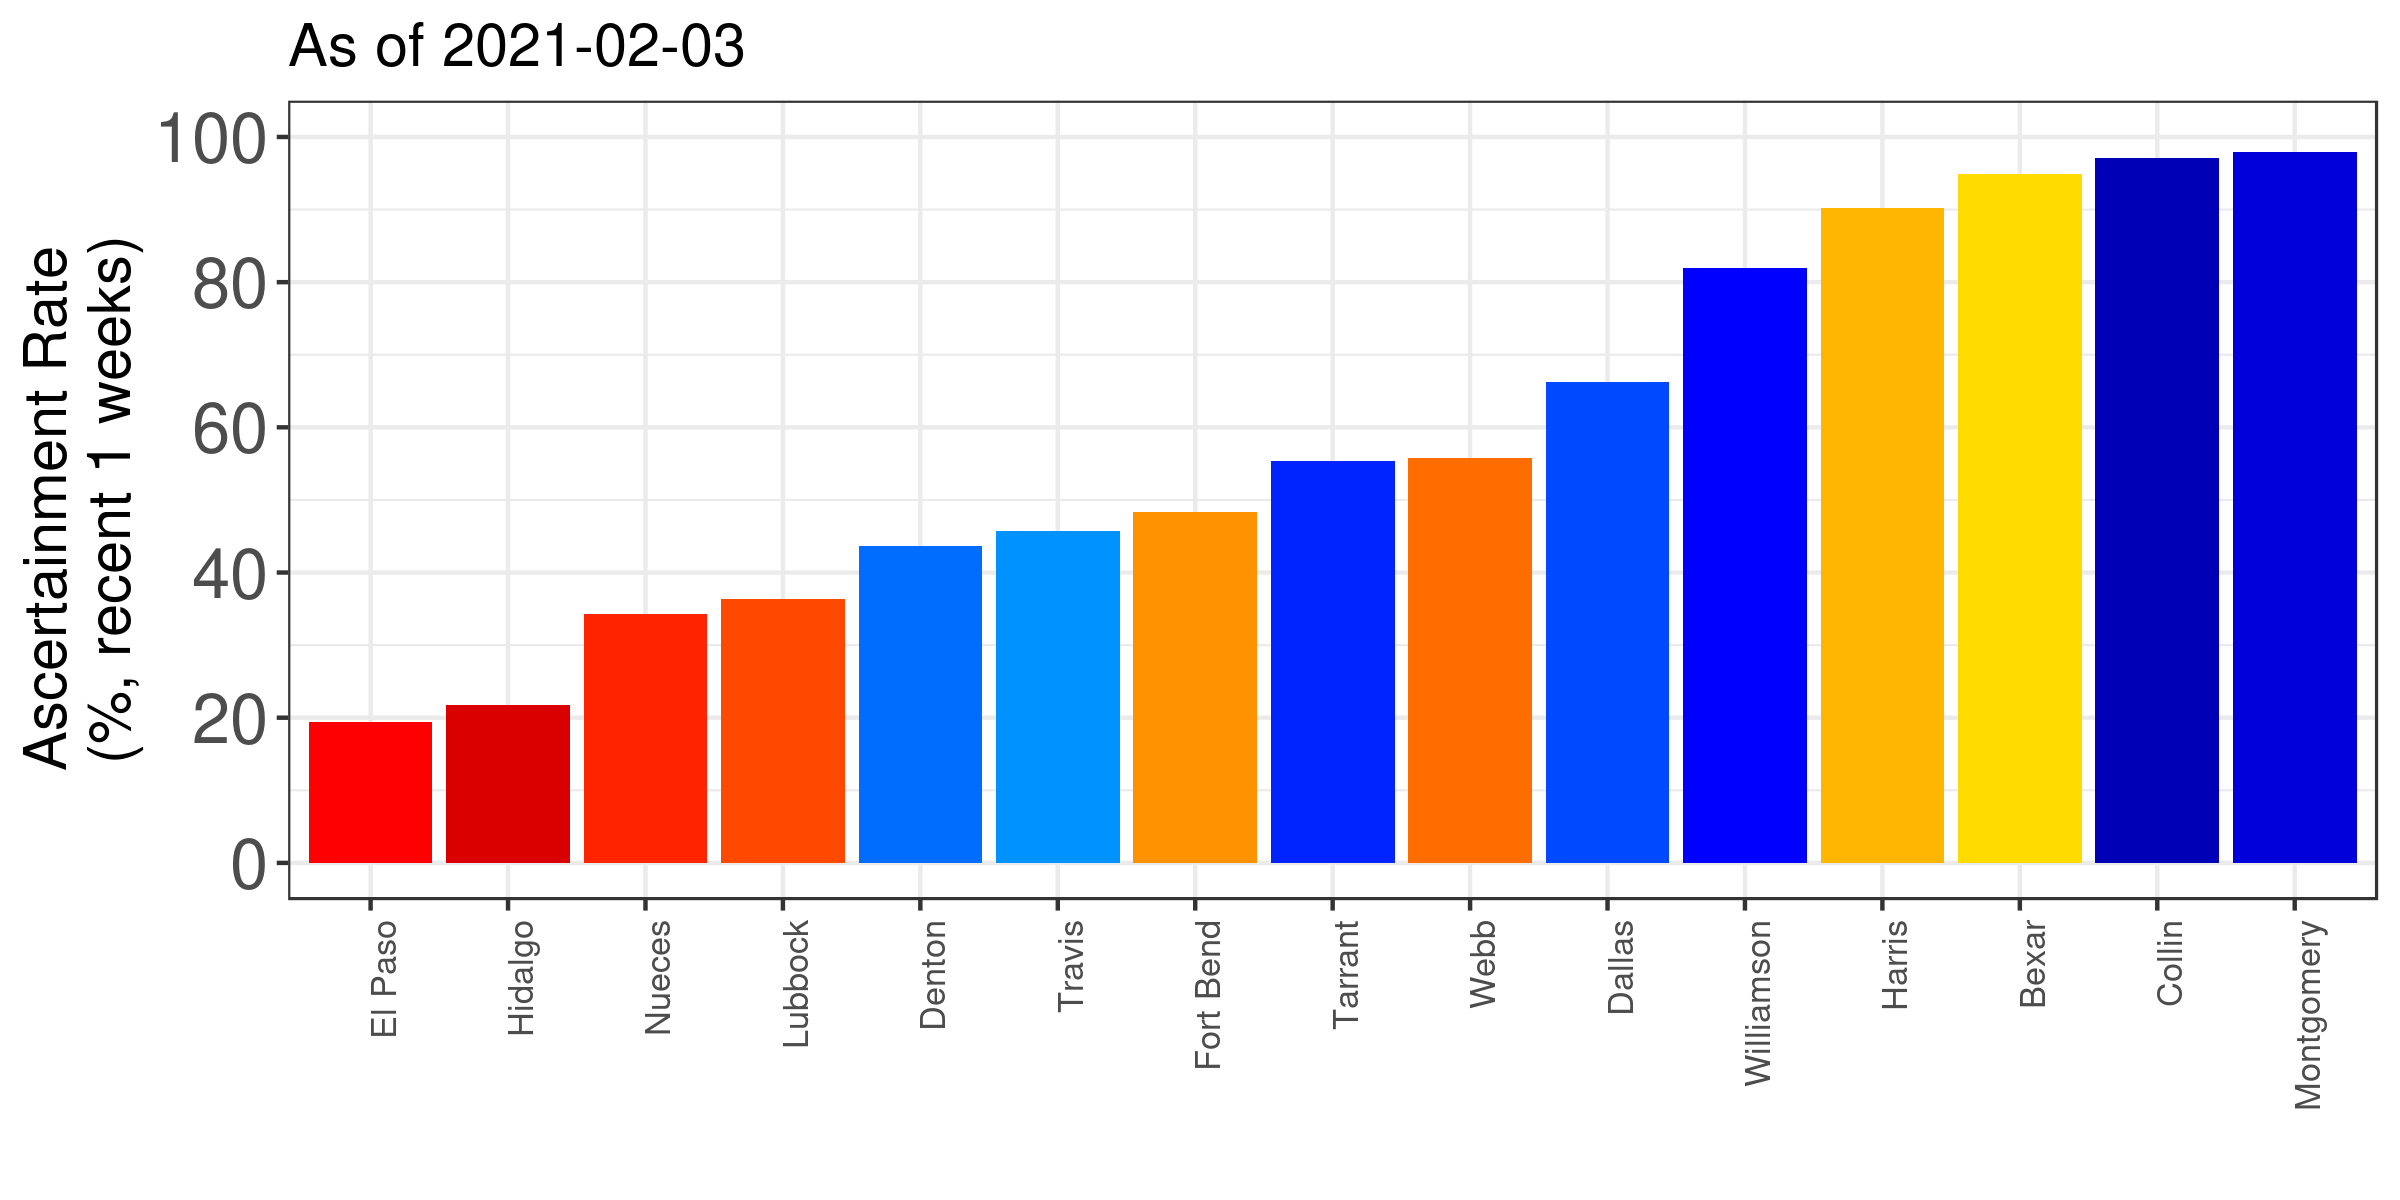 As of 2021-02-03
Ascertainment Rate
(%, recent 1 weeks)
100
80
60
40
20
0
El Paso
Hidalgo
Nueces
Lubbock
Denton
Travis
Fort Bend
Tarrant
Webb
Dallas
Williamson
Harris
Bexar
Collin
Montgomery